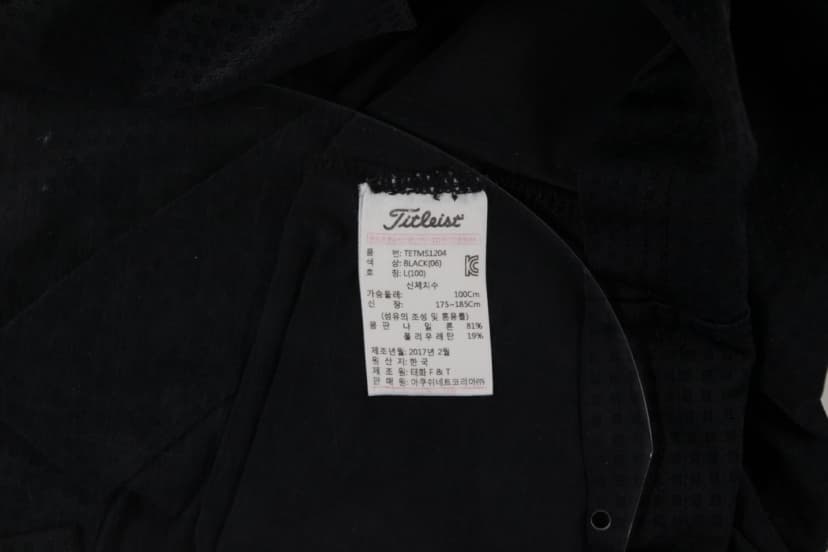 Titleist
품 번: TETMS1204
색 상: BLACK(06)
호 칭: L(100)
신체치수
가슴둘레: 100Cm
신 장: 175~185Cm
(섬유의 조성 및 혼용률)
몸 판 나 일 론 81%
폴 리 우 레 탄 19%
제조년월: 2017년 2월
원 산 지: 한 국
제 조 원: 태화 F & T
판 매 원: 아쿠쉬네트코리아㈜